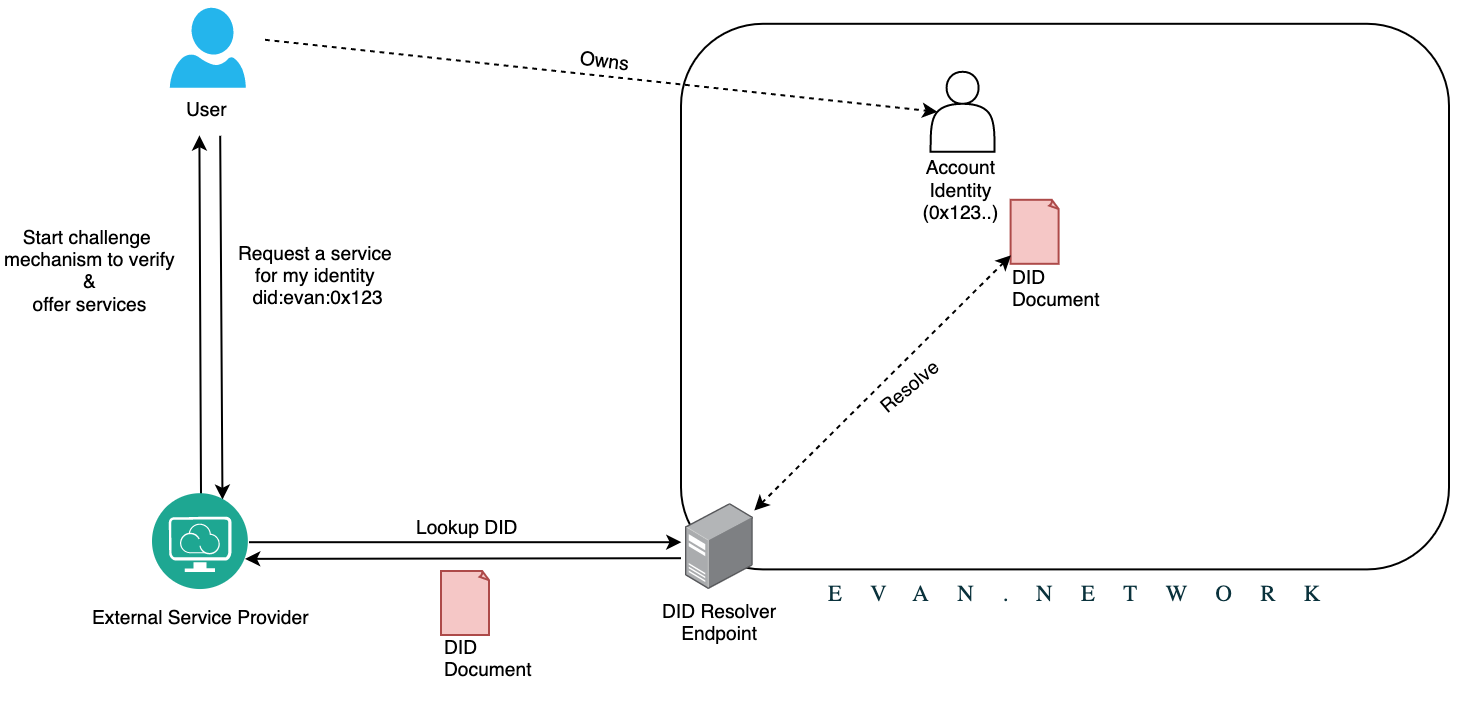 Owns
User
Account
Identity
(0x123..)
Start challenge
mechanism to verify
&
offer services
Request a service
for my identity
did:evan:0x123
DID
Document
Resolve
Lookup DID
External Service Provider
DID
Document
DID Resolver
Endpoint
EVAN.NETWORK